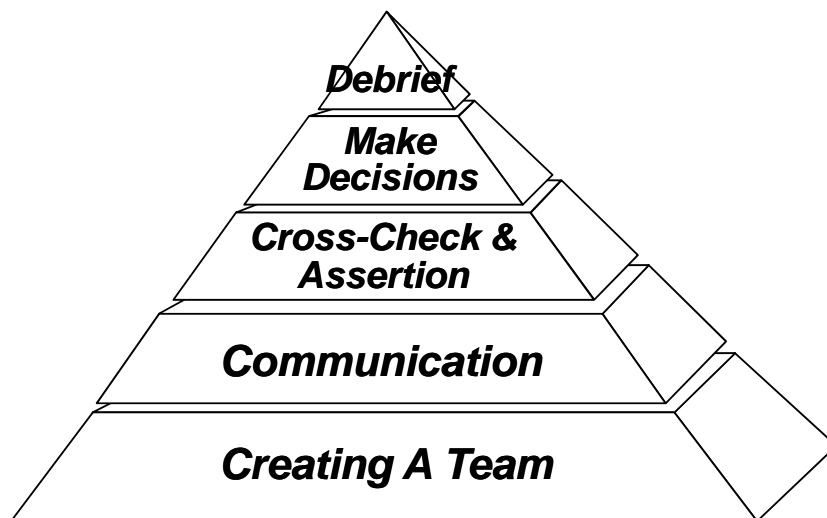 Debrief
Make
Decisions
Cross-Check &
Assertion
Communication
Creating A Team